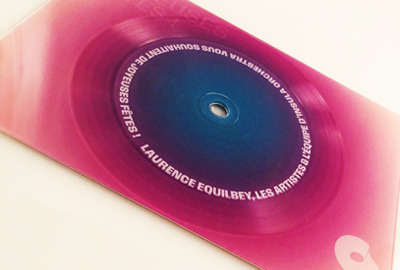 LAURENCE EQUILBEY, LES ARTISTES & L'ÉQUIPE D'INSULA ORCHESTRA VOUS SOUHAITENT DE JOYEUSES FÊTES !